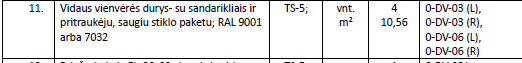 11. Vidaus vienvėrės durys- su sandarikliais ir TS-5; vnt. 4 0-DV-03 (L),
pritraukėju, saugiu stiklo paketu; RAL 9001 m² 10,56 0-DV-03 (R),
arba 7032 0-DV-06 (L),
0-DV-06 (R)